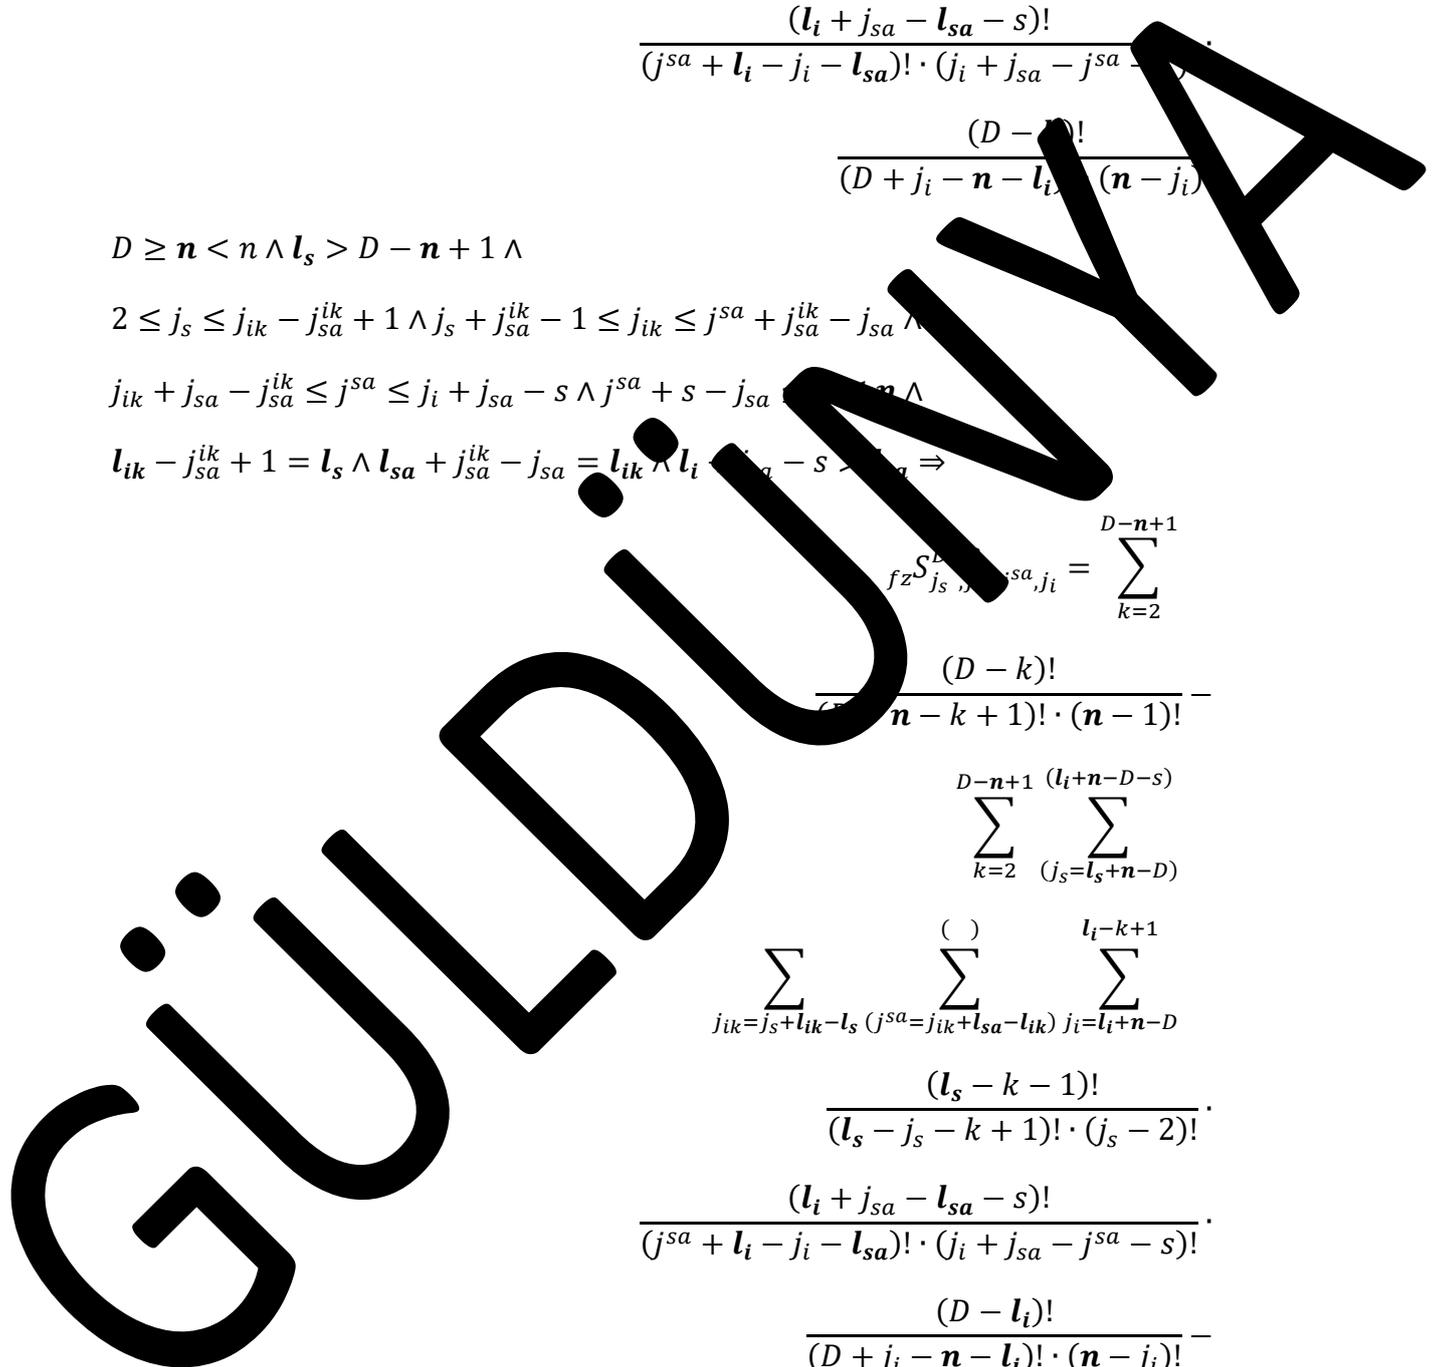 (l_i + j_sa − l_sa − s)!
(j^sa + l_i − j_i − l_sa)! · (j_i + j_sa − j^sa − ·
(D − )!
(D + j_i − n − l_i) (n − j_i)
D ≥ n < n ∧ l_s > D − n + 1 ∧
2 ≤ j_s ≤ j_ik − j_sa^ik + 1 ∧ j_s + j_sa^ik − 1 ≤ j_ik ≤ j^sa + j_sa^ik − j_sa ∧
j_ik + j_sa − j_sa^ik ≤ j^sa ≤ j_i + j_sa − s ∧ j^sa + s − j_sa n ∧
l_ik − j_sa^ik + 1 = l_s ∧ l_sa + j_sa^ik − j_sa = l_ik ∧ l_i − s > ⇒
D−n+1
_fz S_j_s, ^sa,j_i = ∑
k=2
(D − k)!
n − k + 1)! · (n − 1)! −
D−n+1 (l_i+n−D−s)
∑ ∑
k=2 (j_s=l_s+n−D)
( ) l_i−k+1
∑ ∑ ∑
j_ik=j_s+l_ik−l_s (j^sa=j_ik+l_sa−l_ik) j_i=l_i+n−D
(l_s − k − 1)!
(l_s − j_s − k + 1)! · (j_s − 2)! ·
(l_i + j_sa − l_sa − s)!
(j^sa + l_i − j_i − l_sa)! · (j_i + j_sa − j^sa − s)! ·
(D − l_i)!
(D + j_i − n − l_i)! · (n − j_i)! −
GÜLDÜNYA